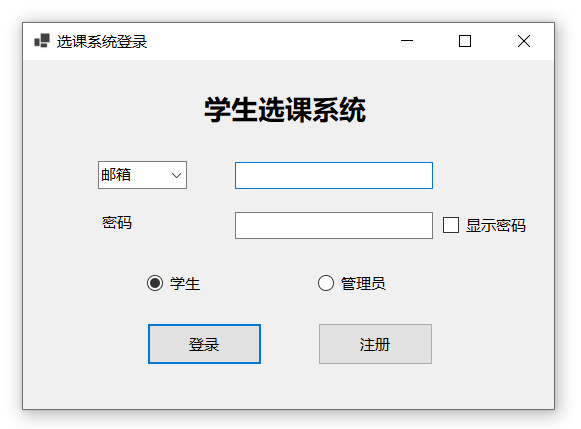 选课系统登录
学生选课系统
邮箱
密码
显示密码
学生 管理员
登录 注册